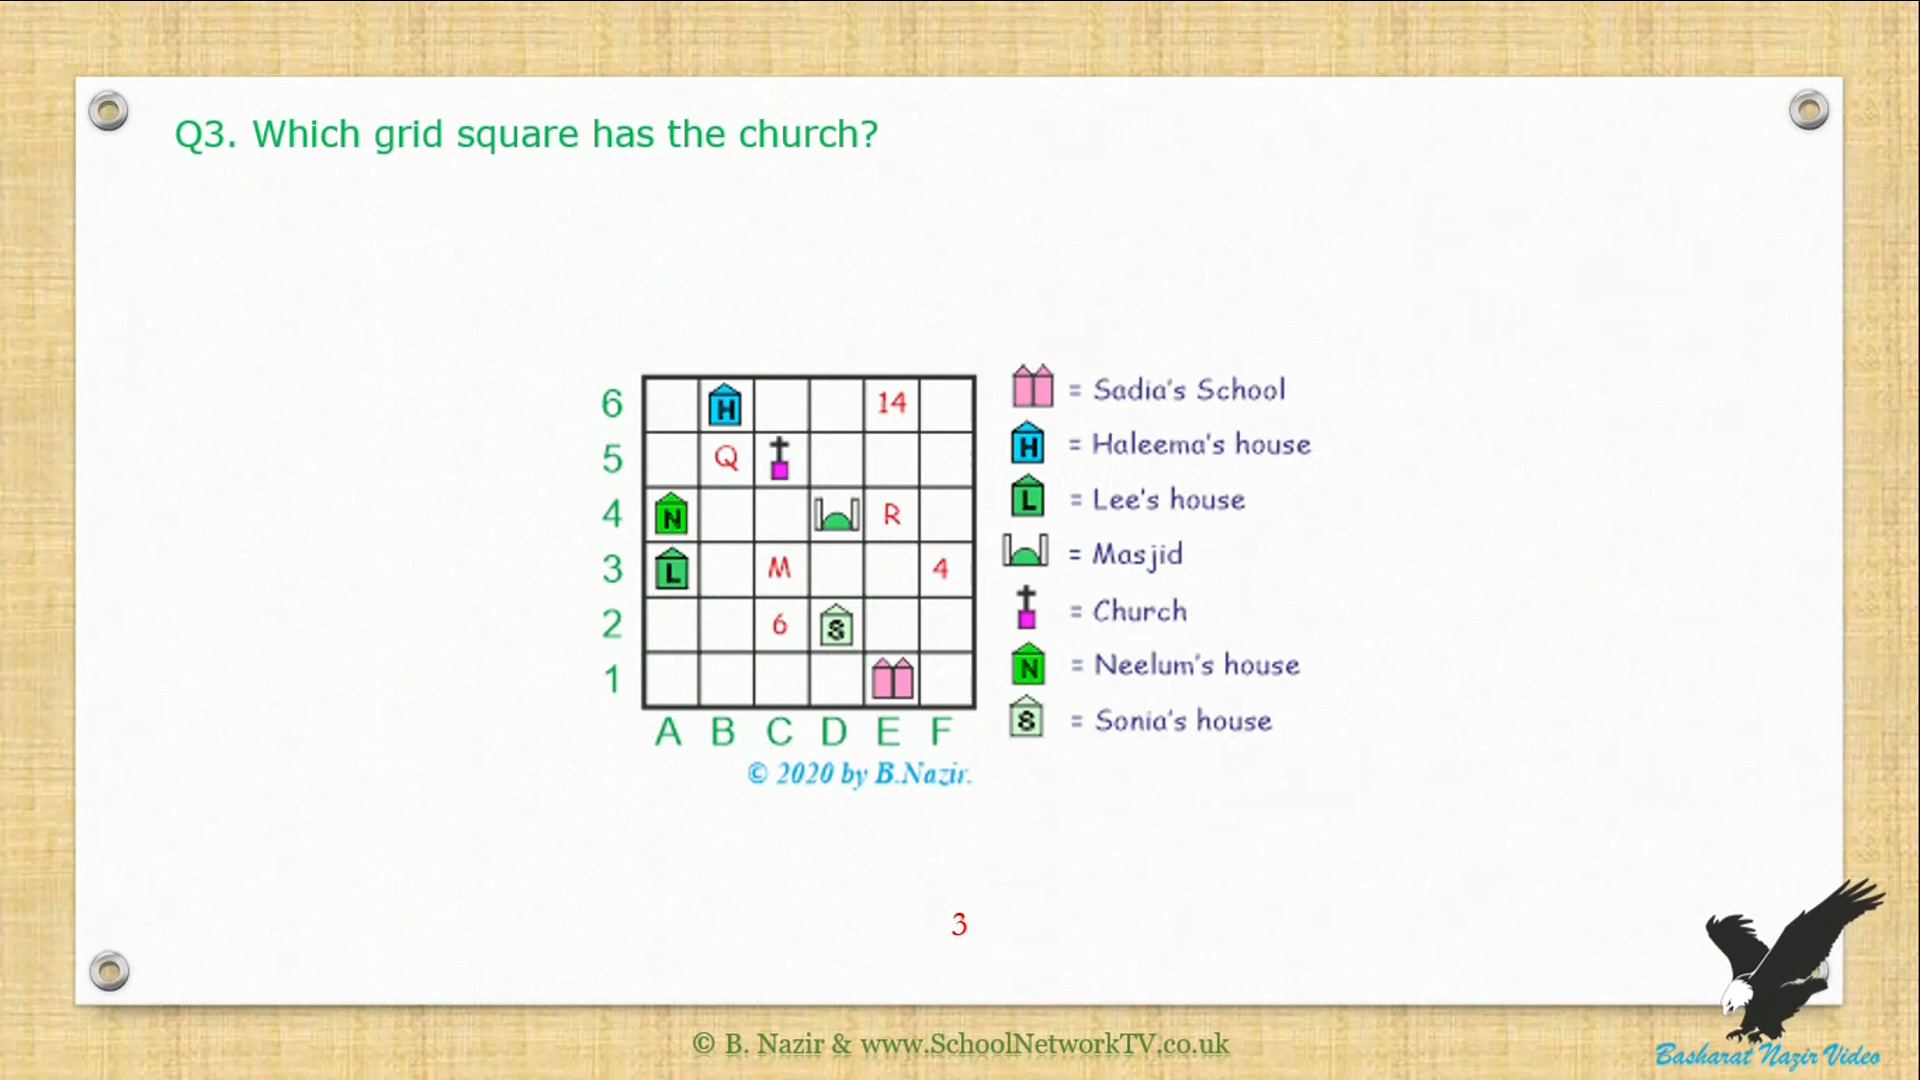 Q3. Which grid square has the church?
6 H 14
5 Q
4 N R
3 L M 4
2 6 S
1
A B C D E F
© 2020 by B.Nazir.
= Sadia's School
H = Haleema's house
L = Lee's house
= Masjid
= Church
N = Neelum's house
S = Sonia's house
3
© B. Nazir & www.SchoolNetworkTV.co.uk
Basharat Nazir Video